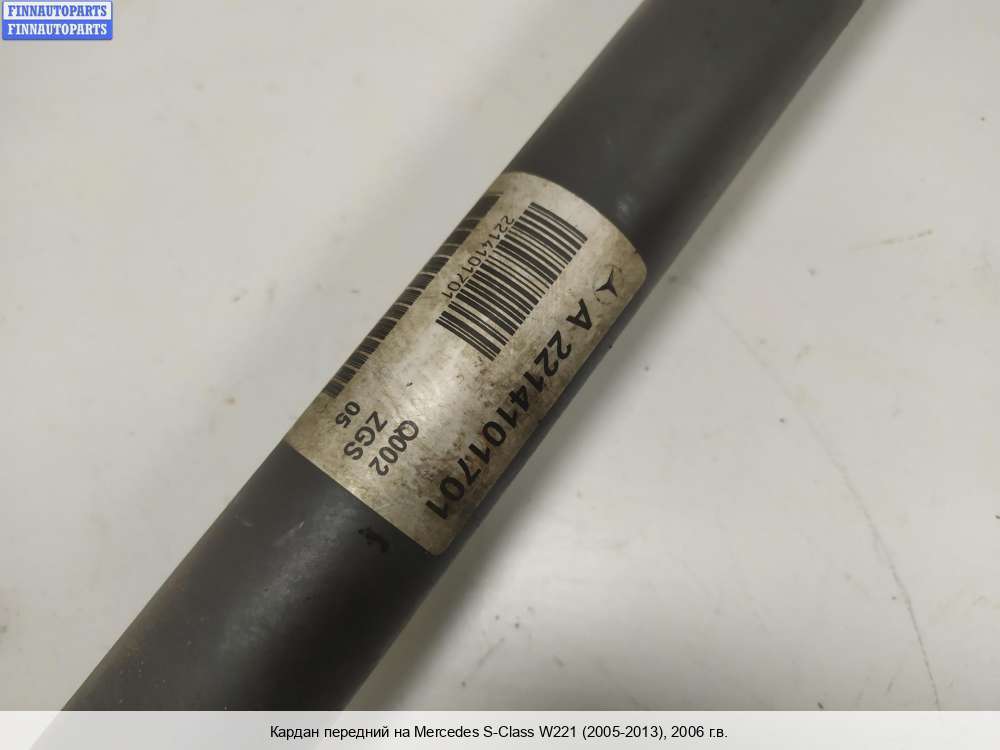 FINNAUTOPARTS
FINNAUTOPARTS
A 2214101701
2214101701
Q002
ZGS
05
Кардан передний на Mercedes S-Class W221 (2005-2013), 2006 г.в.